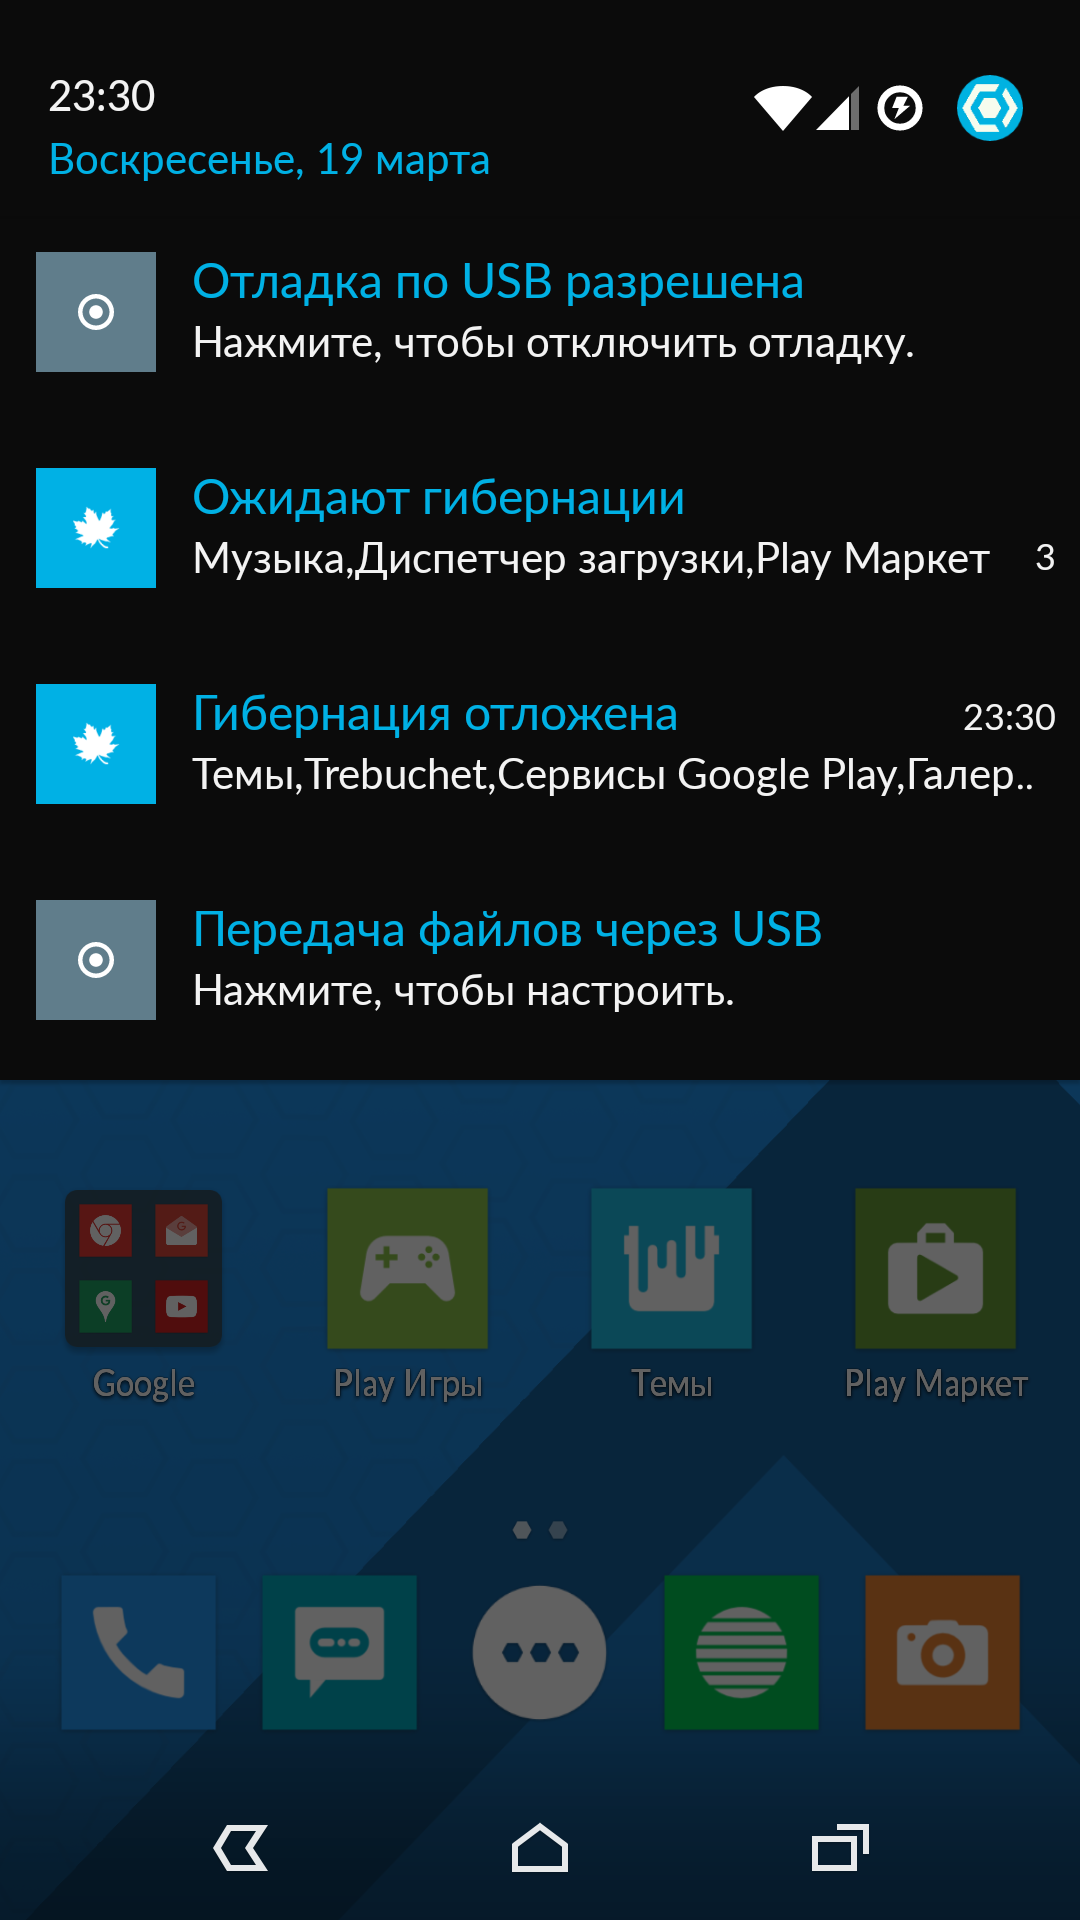 23:30
Воскресенье, 19 марта
Отладка по USB разрешена
Нажмите, чтобы отключить отладку.
Ожидают гибернации
Музыка,Диспетчер загрузки,Play Маркет 3
Гибернация отложена 23:30
Темы,Trebuchet,Сервисы Google Play,Галер..
Передача файлов через USB
Нажмите, чтобы настроить.
Google Play Игры Темы Play Маркет